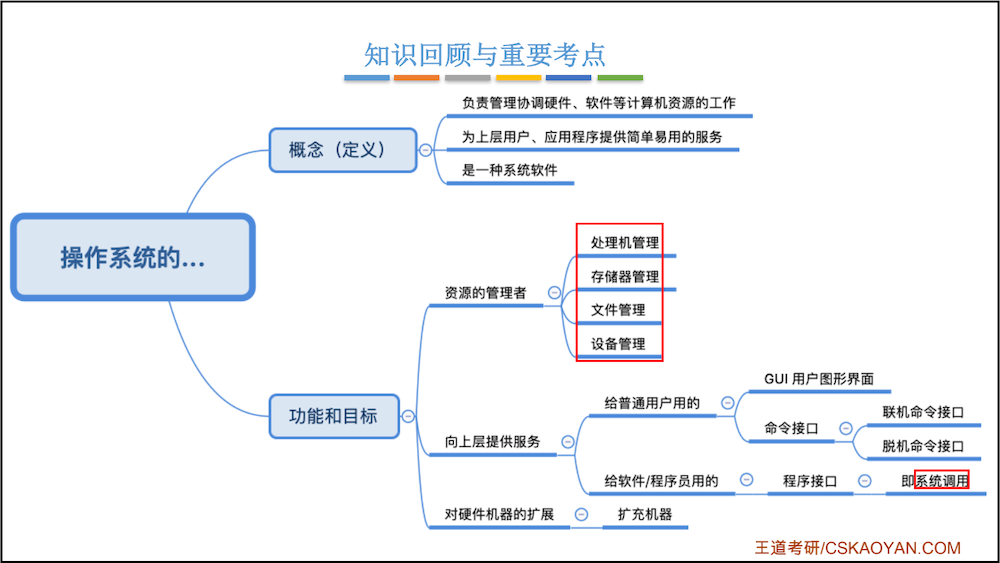 知识回顾与重要考点
负责管理协调硬件、软件等计算机资源的工作
概念（定义）
为上层用户、应用程序提供简单易用的服务
是一种系统软件
操作系统的...
处理机管理
存储器管理
资源的管理者
文件管理
设备管理
功能和目标
GUI 用户图形界面
给普通用户用的
联机命令接口
命令接口
脱机命令接口
向上层提供服务
给软件/程序员用的
程序接口
即系统调用
对硬件机器的扩展
扩充机器
王道考研/CSKAOYAN.COM